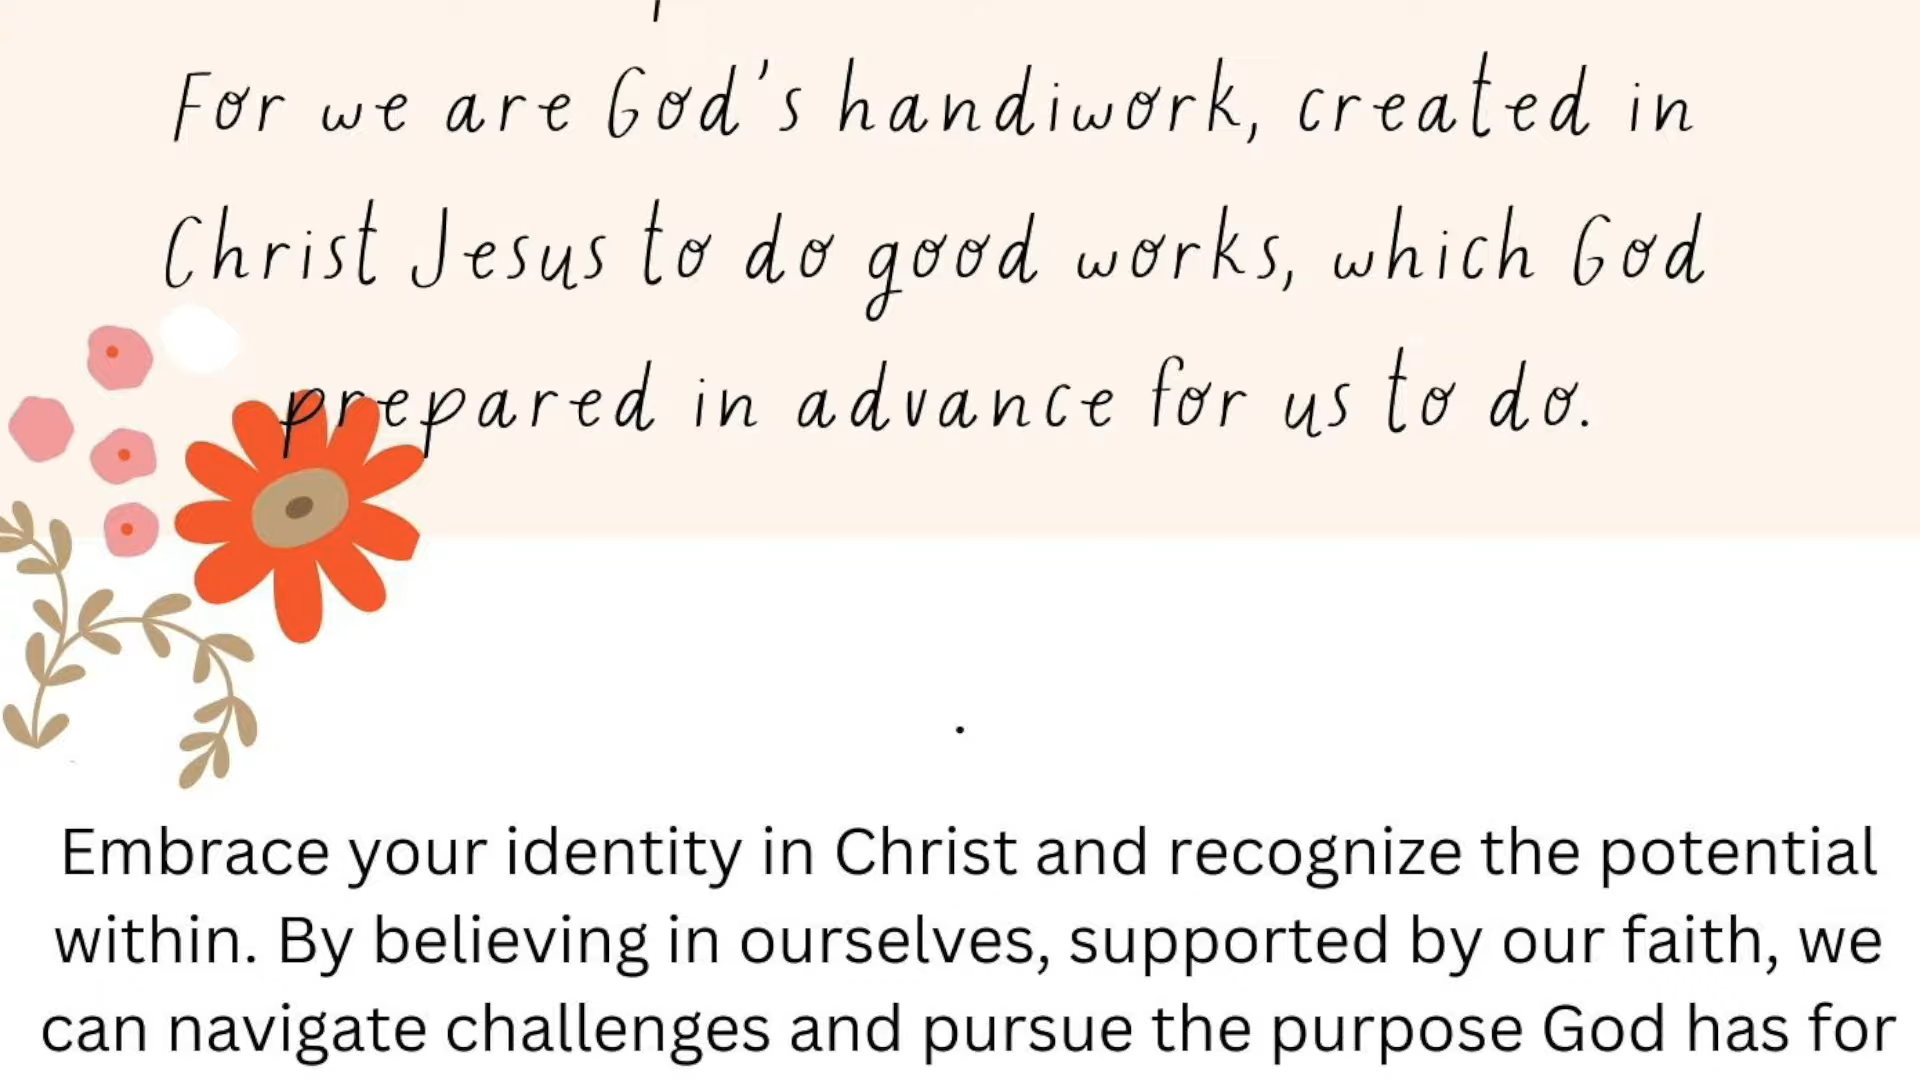 For we are God's handiwork, created in
Christ Jesus to do good works, which God
prepared in advance for us to do.
.
Embrace your identity in Christ and recognize the potential
within. By believing in ourselves, supported by our faith, we
can navigate challenges and pursue the purpose God has for